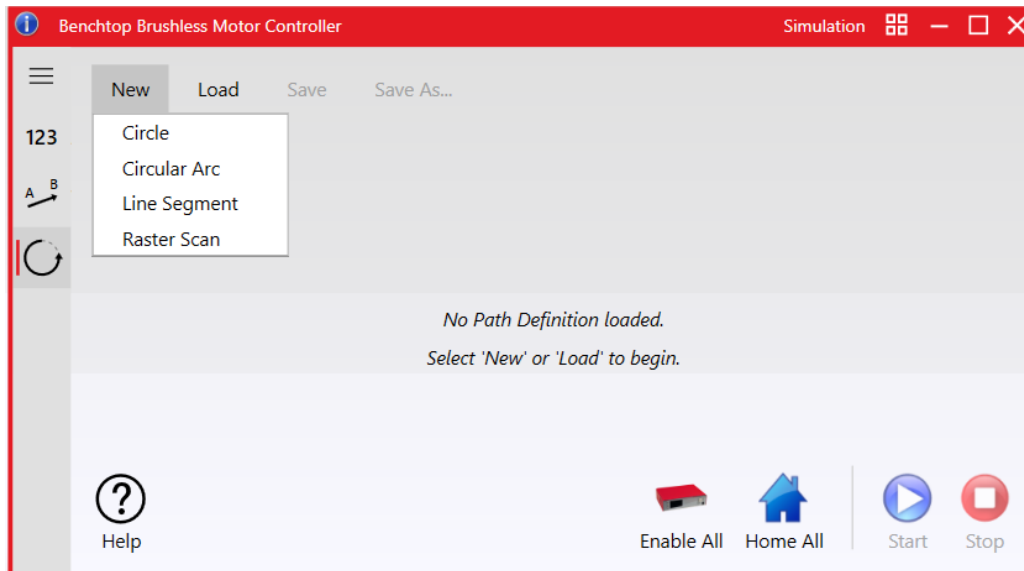 Benchtop Brushless Motor Controller Simulation
New Load Save Save As...
Circle
123
Circular Arc
A B
Line Segment
Raster Scan
No Path Definition loaded.
Select 'New' or 'Load' to begin.
Help Enable All Home All Start Stop